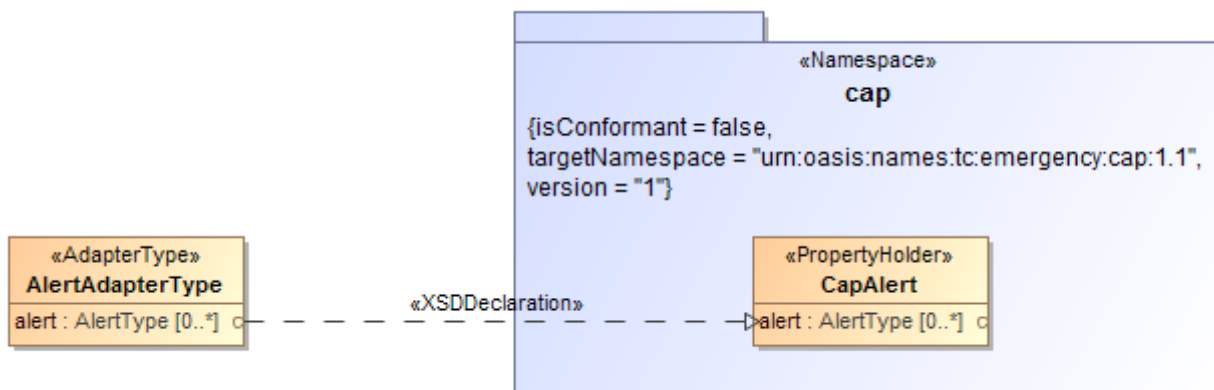 «Namespace»
cap
{isConformant = false,
targetNamespace = "urn:oasis:names:tc:emergency:cap:1.1",
version = "1"}
«AdapterType»
AlertAdapterType
alert : AlertType [0..*]
«XSDDeclaration»
«PropertyHolder»
CapAlert
alert : AlertType [0..*]